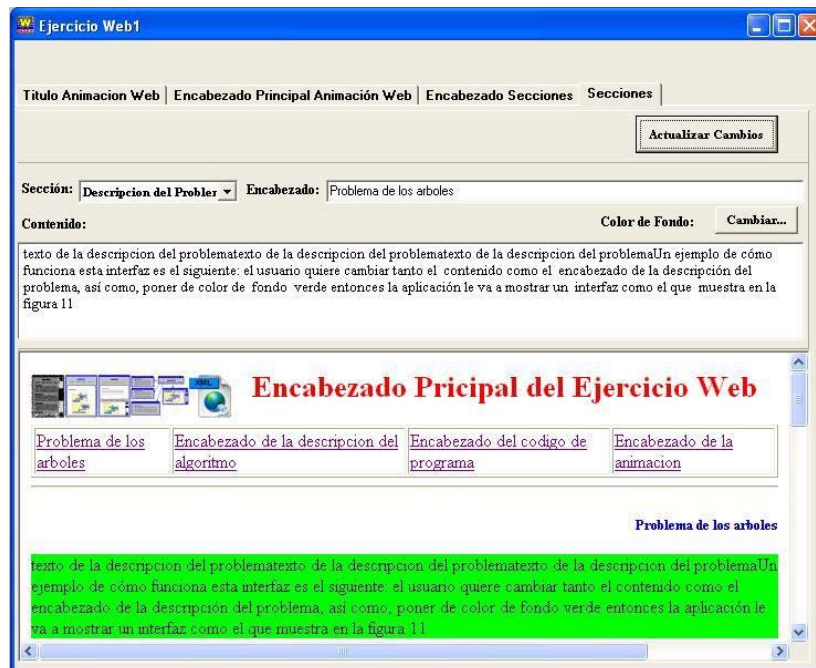 Ejercicio Web1
Titulo Animacion Web Encabezado Principal Animación Web Encabezado Secciones Secciones
Actualizar Cambios
Sección: Descripcion del Probler Encabezado: Problema de los arboles
Contenido: Color de Fondo: Cambiar...
texto de la descripcion del problematexto de la descripcion del problematexto de la descripcion del problemaUn ejemplo de cómo
funciona esta interfaz es el siguiente: el usuario quiere cambiar tanto el contenido como el encabezado de la descripción del
problema, así como, poner de color de fondo verde entonces la aplicación le va a mostrar un interfaz como el que muestra en la
figura 11
XML
Encabezado Pricipal del Ejercicio Web
Problema de los Encabezado de la descripcion del Encabezado del codigo de Encabezado de la
arboles algoritmo programa animacion
Problema de los arboles
texto de la descripcion del problematexto de la descripcion del problematexto de la descripcion del problemaUn
ejemplo de cómo funciona esta interfaz es el siguiente: el usuario quiere cambiar tanto el contenido como el
encabezado de la descripción del problema, así como, poner de color de fondo verde entonces la aplicación le
va a mostrar un interfaz como el que muestra en la figura 11